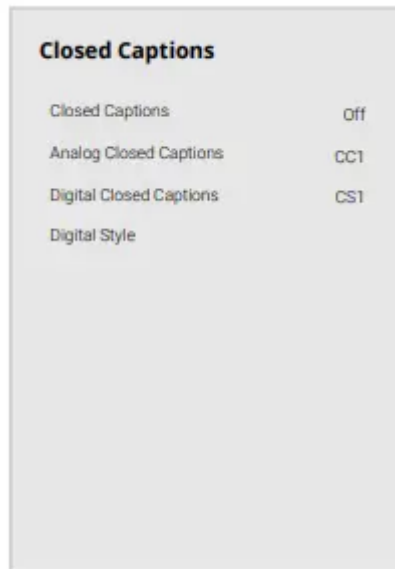 Closed Captions
Closed Captions Off
Analog Closed Captions CC1
Digital Closed Captions CS1
Digital Style